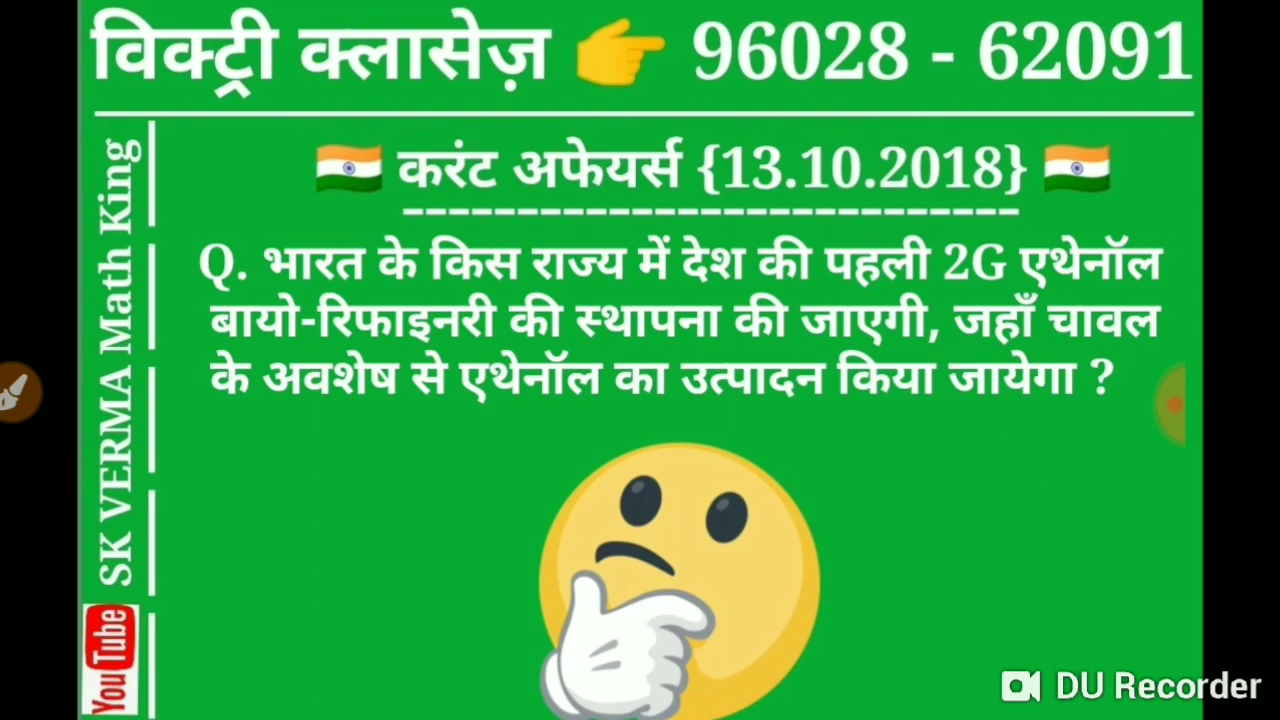 विक्ट्री क्लासेज़ 👉 96028 - 62091
🇮🇳 करंट अफेयर्स {13.10.2018} 🇮🇳
----------------------------
Q. भारत के किस राज्य में देश की पहली 2G एथेनॉल
बायो-रिफाइनरी की स्थापना की जाएगी, जहाँ चावल
के अवशेष से एथेनॉल का उत्पादन किया जायेगा ?
SK VERMA Math King
YouTube
DU Recorder